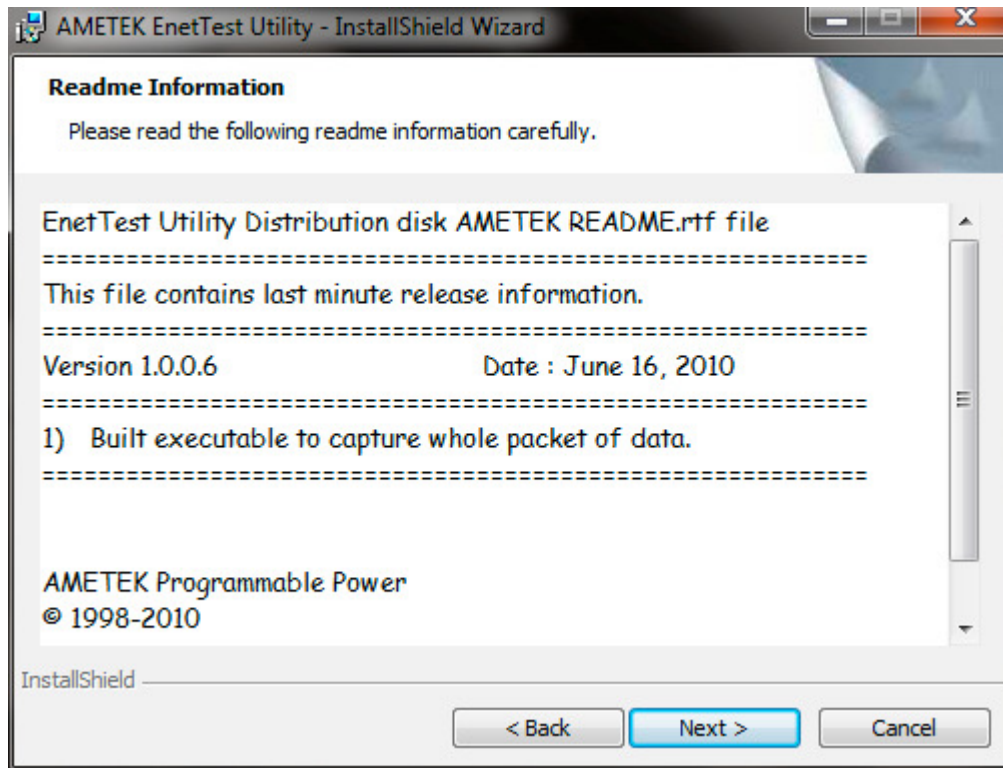 AMETEK EnetTest Utility - InstallShield Wizard
Readme Information
Please read the following readme information carefully.
EnetTest Utility Distribution disk AMETEK README.rtf file
===========================================================
This file contains last minute release information.
===========================================================
Version 1.0.0.6 Date : June 16, 2010
===========================================================
1) Built executable to capture whole packet of data.
===========================================================
AMETEK Programmable Power
© 1998-2010
InstallShield
< Back Next > Cancel